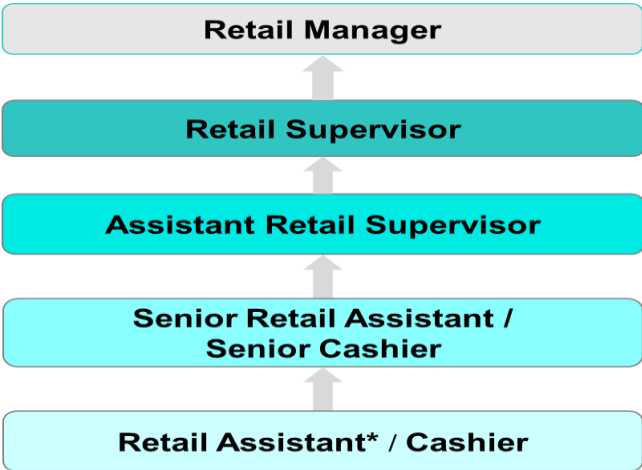 Retail Manager
Retail Supervisor
Assistant Retail Supervisor
Senior Retail Assistant /
Senior Cashier
Retail Assistant* / Cashier